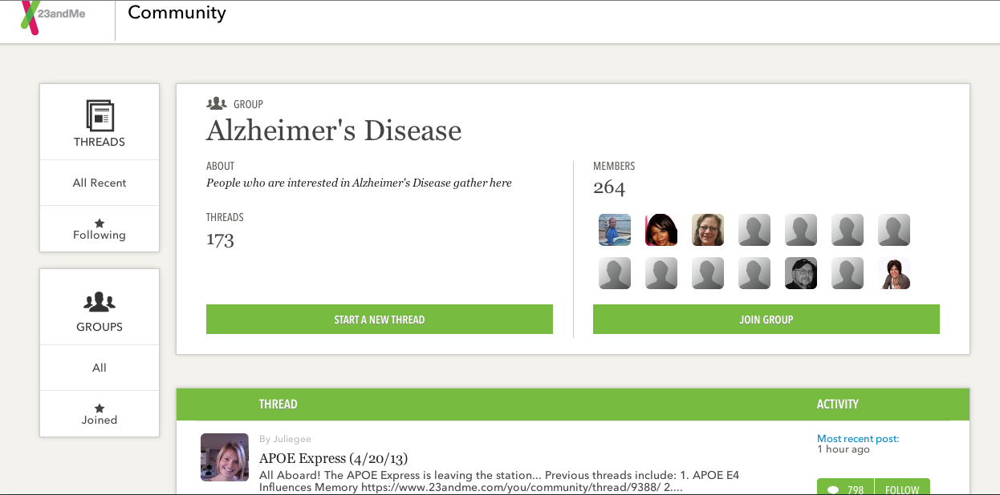 23andMe
Community
THREADS
All Recent
Following
GROUPS
All
Joined
GROUP
Alzheimer's Disease
ABOUT
People who are interested in Alzheimer's Disease gather here
THREADS
173
START A NEW THREAD
MEMBERS
264
JOIN GROUP
THREAD
ACTIVITY
By Juliegee
APOE Express (4/20/13)
All Aboard! The APOE Express is leaving the station... Previous threads include: 1. APOE E4
Influences Memory https://www.23andme.com/you/community/thread/9388/ 2....
Most recent post:
1 hour ago
798
FOLLOW